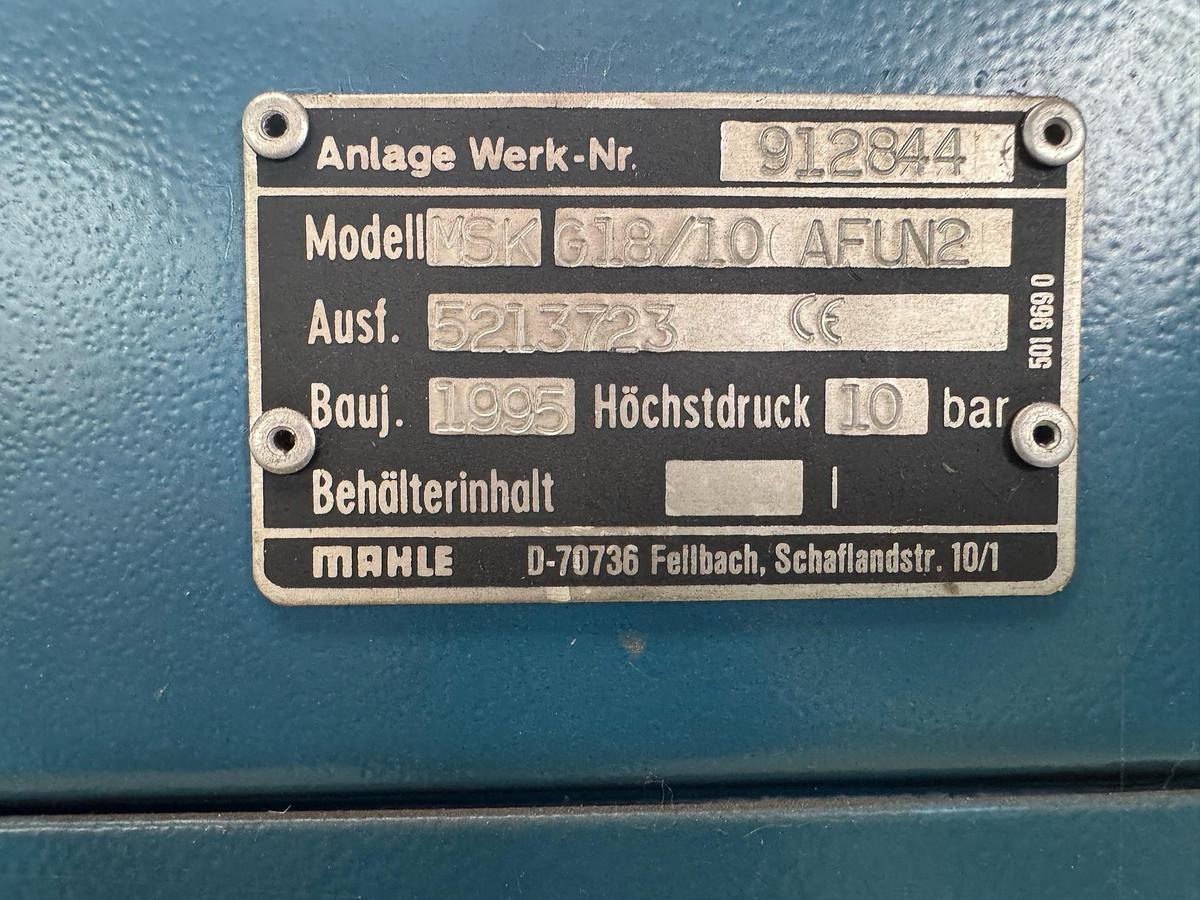 Anlage Werk-Nr. 912844
Modell MSK G18/10 AFUN2
Ausf. 5213723 CE
Bauj. 1995 Höchstdruck 10 bar
Behälterinhalt l
MAHLE D-70736 Fellbach, Schaflandstr. 10/1
501 969 0